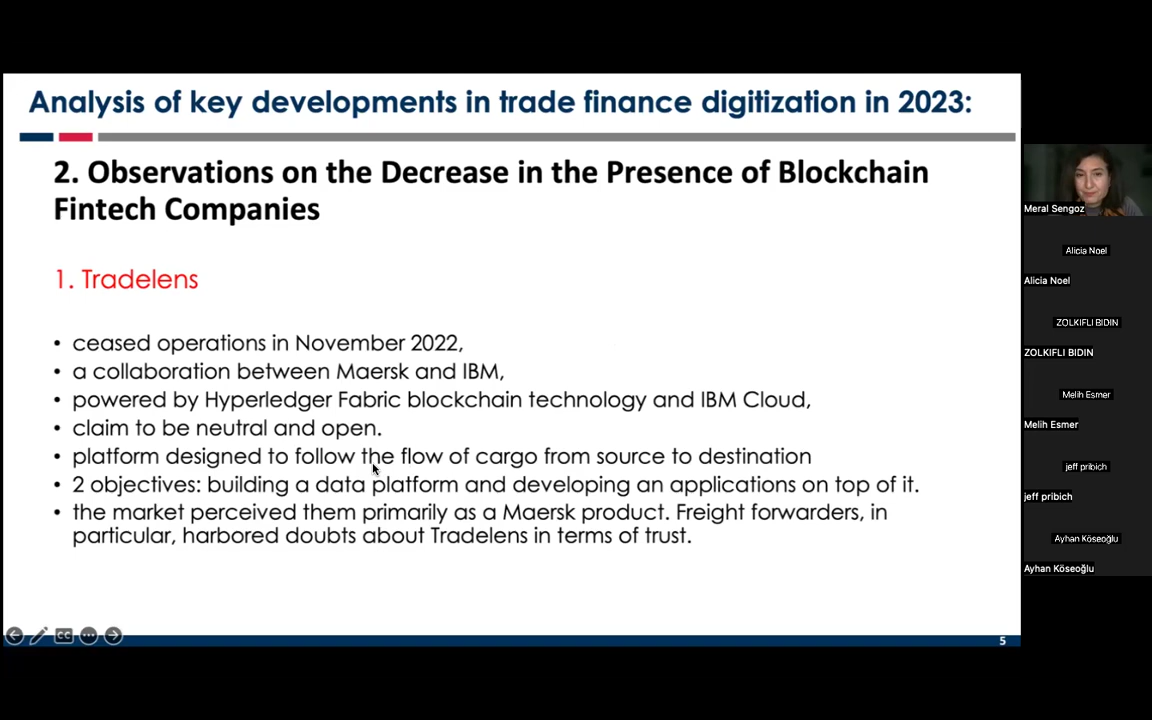 Analysis of key developments in trade finance digitization in 2023:
2. Observations on the Decrease in the Presence of Blockchain
Fintech Companies
1. Tradelens
• ceased operations in November 2022,
• a collaboration between Maersk and IBM,
• powered by Hyperledger Fabric blockchain technology and IBM Cloud,
• claim to be neutral and open.
• platform designed to follow the flow of cargo from source to destination
• 2 objectives: building a data platform and developing an applications on top of it.
• the market perceived them primarily as a Maersk product. Freight forwarders, in
particular, harbored doubts about Tradelens in terms of trust.
CC
5
Meral Sengoz
Alicia Noel
Alicia Noel
ZOLKIFLI BIDIN
ZOLKIFLI BIDIN
Melih Esmer
Melih Esmer
jeff pribich
jeff pribich
Ayhan Köseoğlu
Ayhan Köseoğlu